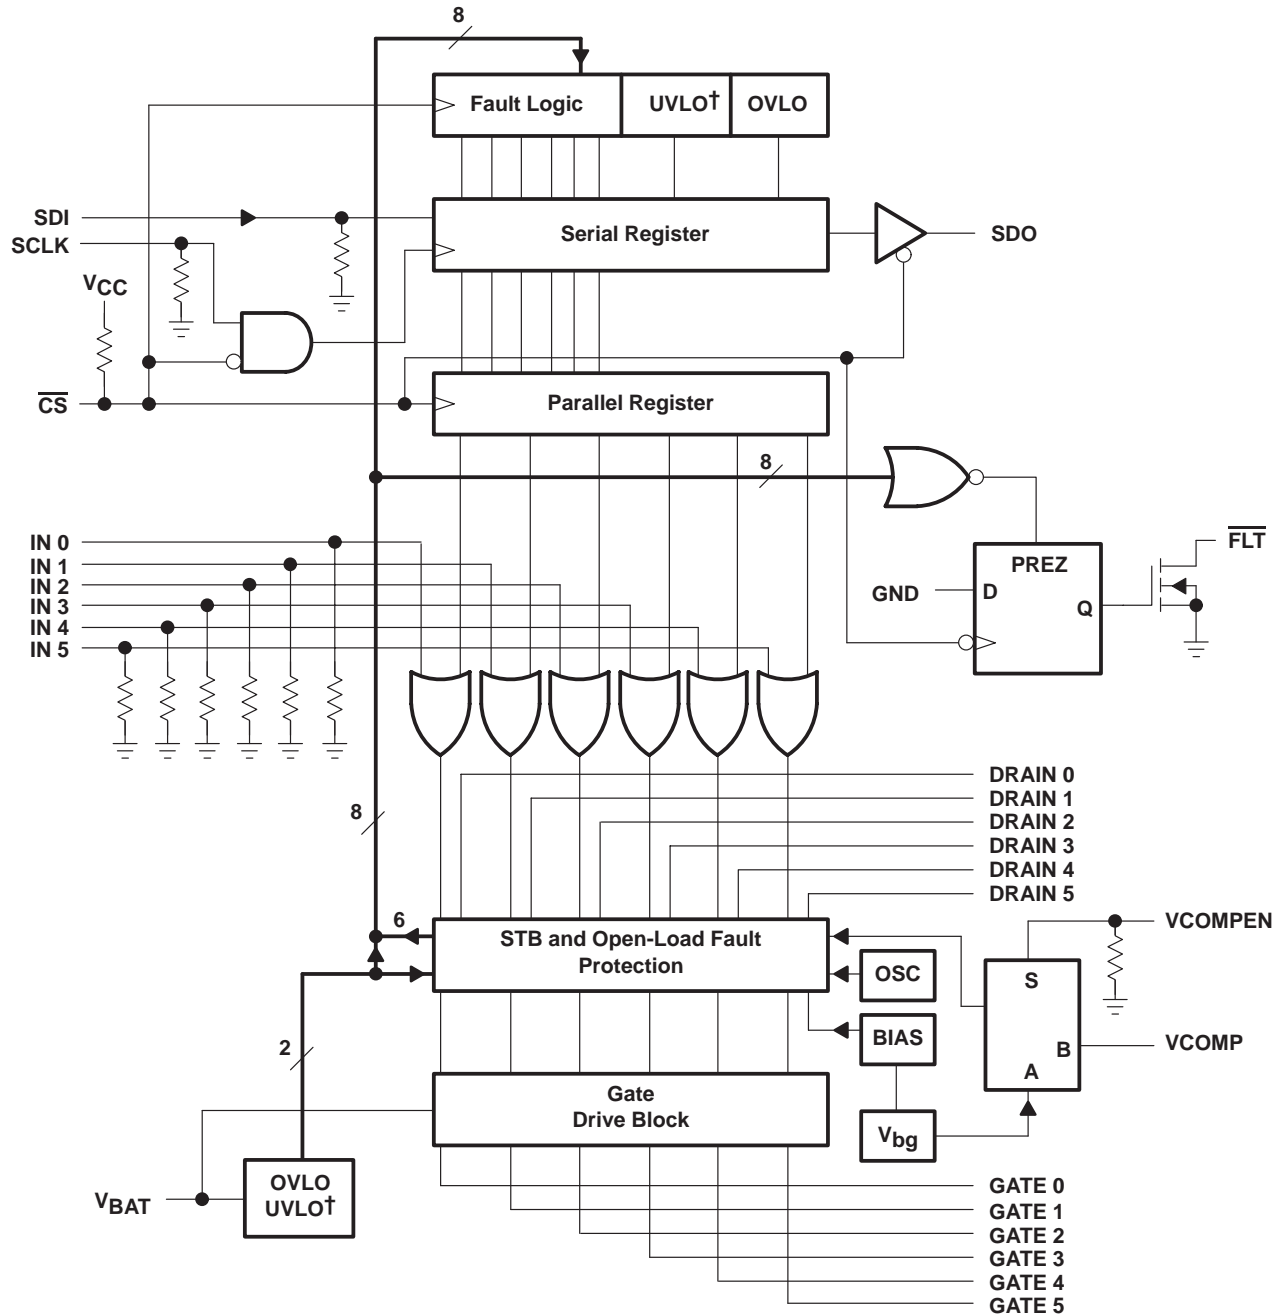 8
Fault Logic
UVLO†
OVLO
SDI
SCLK
Serial Register
SDO
VCC
CS
Parallel Register
8
IN 0
IN 1
IN 2
IN 3
IN 4
IN 5
PREZ
FLT
GND
D
Q
DRAIN 0
DRAIN 1
DRAIN 2
DRAIN 3
DRAIN 4
DRAIN 5
8
6
STB and Open-Load Fault
Protection
VCOMPEN
OSC
S
BIAS
B
VCOMP
A
2
Gate
Drive Block
Vbg
VBAT
OVLO
UVLO†
GATE 0
GATE 1
GATE 2
GATE 3
GATE 4
GATE 5